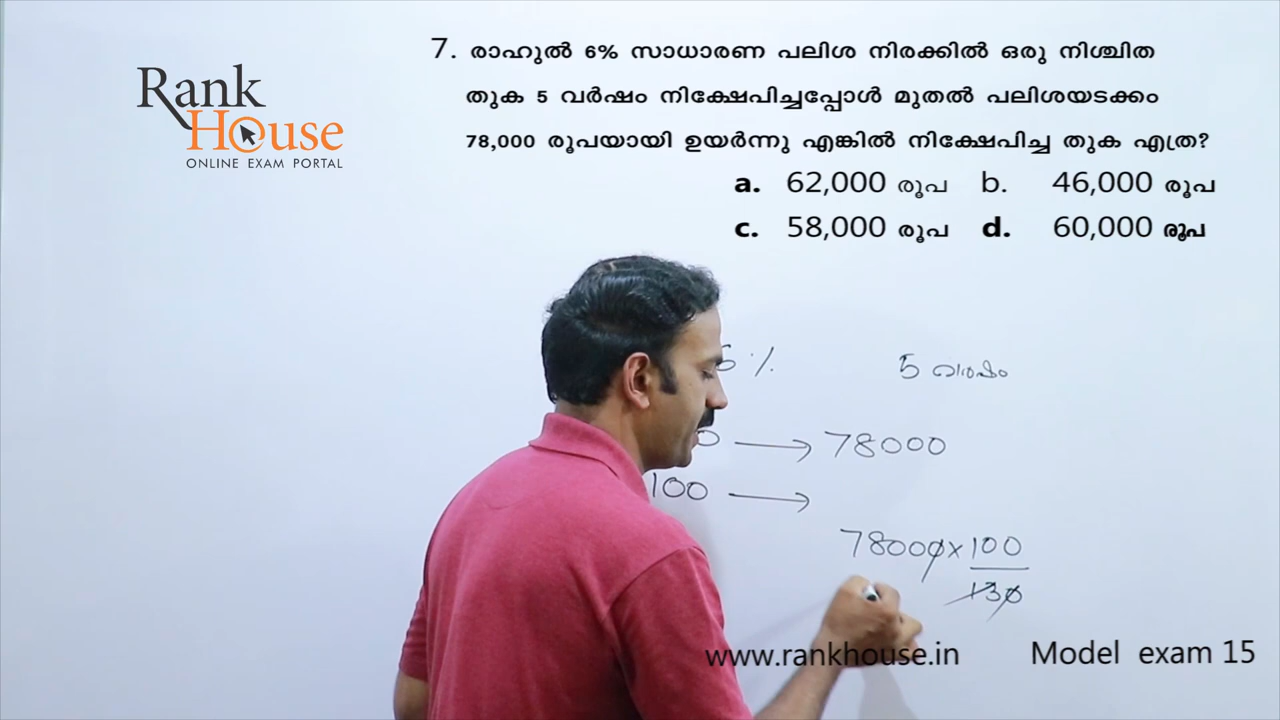 Rank
House
ONLINE EXAM PORTAL
7. രാഹുൽ 6% സാധാരണ പലിശ നിരക്കിൽ ഒരു നിശ്ചിത
തുക 5 വർഷം നിക്ഷേപിച്ചപ്പോൾ മുതൽ പലിശയടക്കം
78,000 രൂപയായി ഉയർന്നു എങ്കിൽ നിക്ഷേപിച്ച തുക എത്ര?
a. 62,000 രൂപ b. 46,000 രൂപ
c. 58,000 രൂപ d. 60,000 രൂപ
6% 5 വർഷം
→ 78000
100 →
78000 × 100
130
www.rankhouse.in Model exam 15